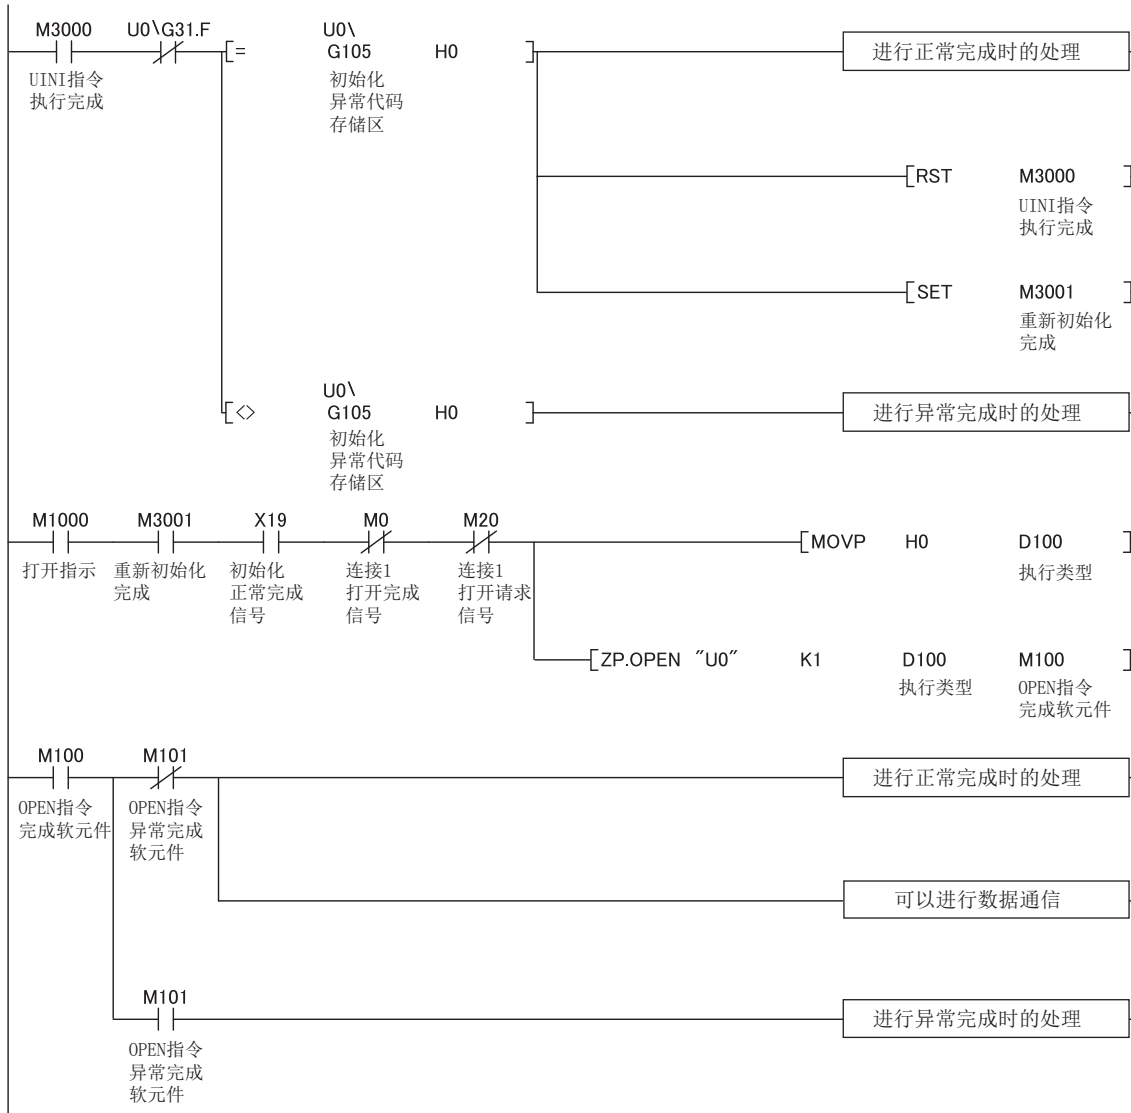 M3000 U0\G31.F U0\
[= G105 H0 ] 进行正常完成时的处理
UINI指令 初始化
执行完成 异常代码
存储区
[RST M3000 ]
UINI指令
执行完成
[SET M3001 ]
重新初始化
完成
U0\
[<> G105 H0 ] 进行异常完成时的处理
初始化
异常代码
存储区
M1000 M3001 X19 M0 M20
[MOVP H0 D100 ]
打开指示 重新初始化 初始化 连接1 连接1 执行类型
完成 正常完成 打开完成 打开请求
信号 信号 信号
[ZP.OPEN "U0" K1 D100 M100 ]
执行类型 OPEN指令
完成软元件
M100 M101
进行正常完成时的处理
OPEN指令 OPEN指令
完成软元件 异常完成
软元件
可以进行数据通信
M101
进行异常完成时的处理
OPEN指令
异常完成
软元件